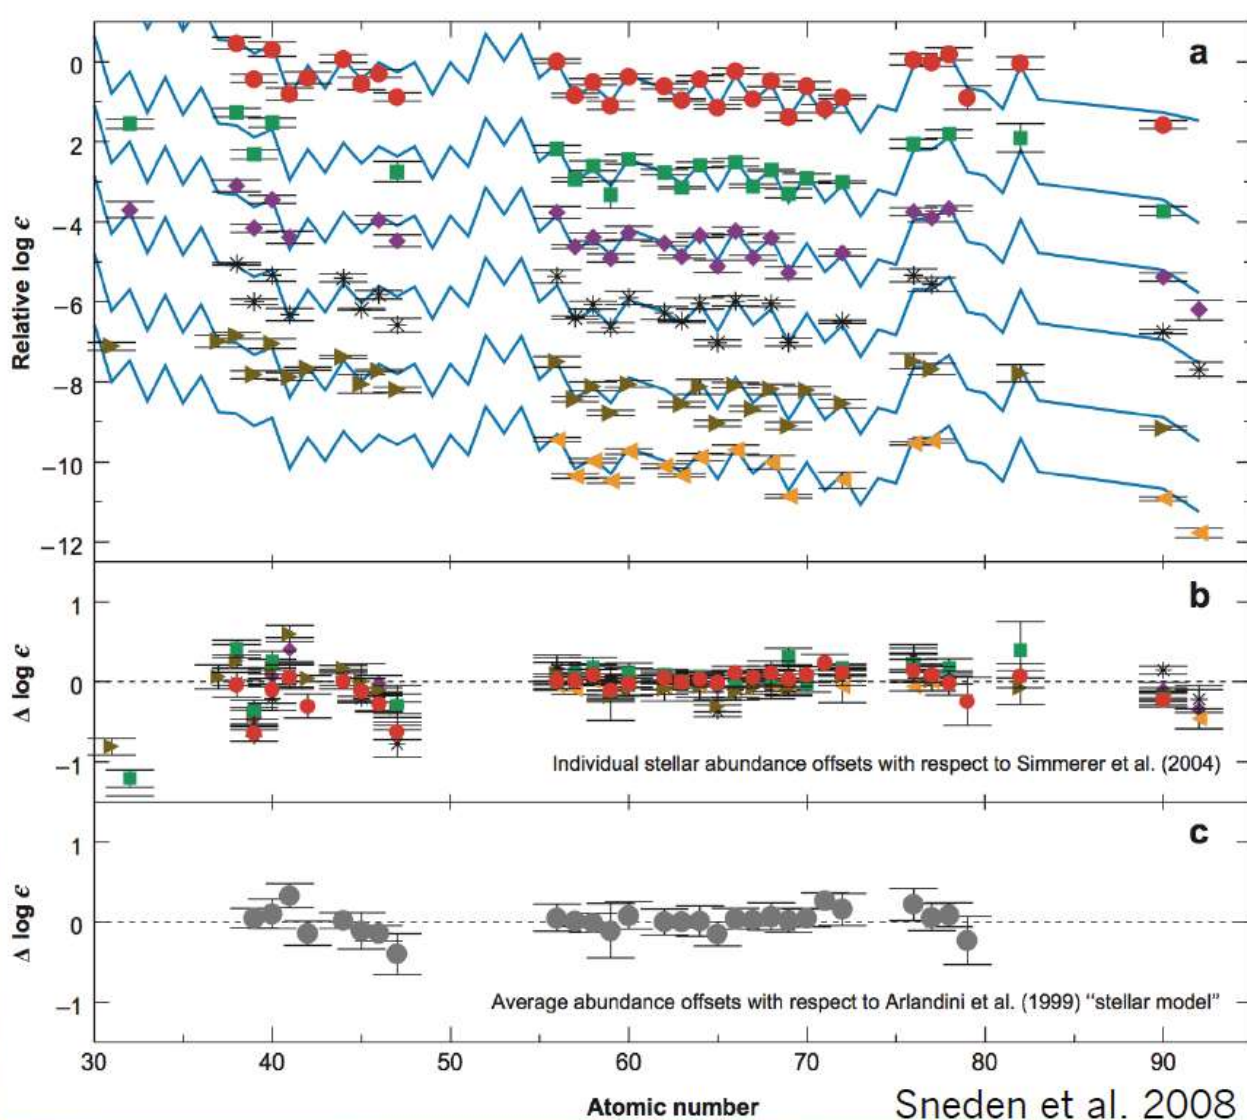 a
0
−2
−4
−6
−8
−10
−12
Relative log ϵ
b
1
0
−1
Δ log ϵ
Individual stellar abundance offsets with respect to Simmerer et al. (2004)
c
1
0
−1
Δ log ϵ
Average abundance offsets with respect to Arlandini et al. (1999) “stellar model”
30 40 50 60 70 80 90
Atomic number
Sneden et al. 2008